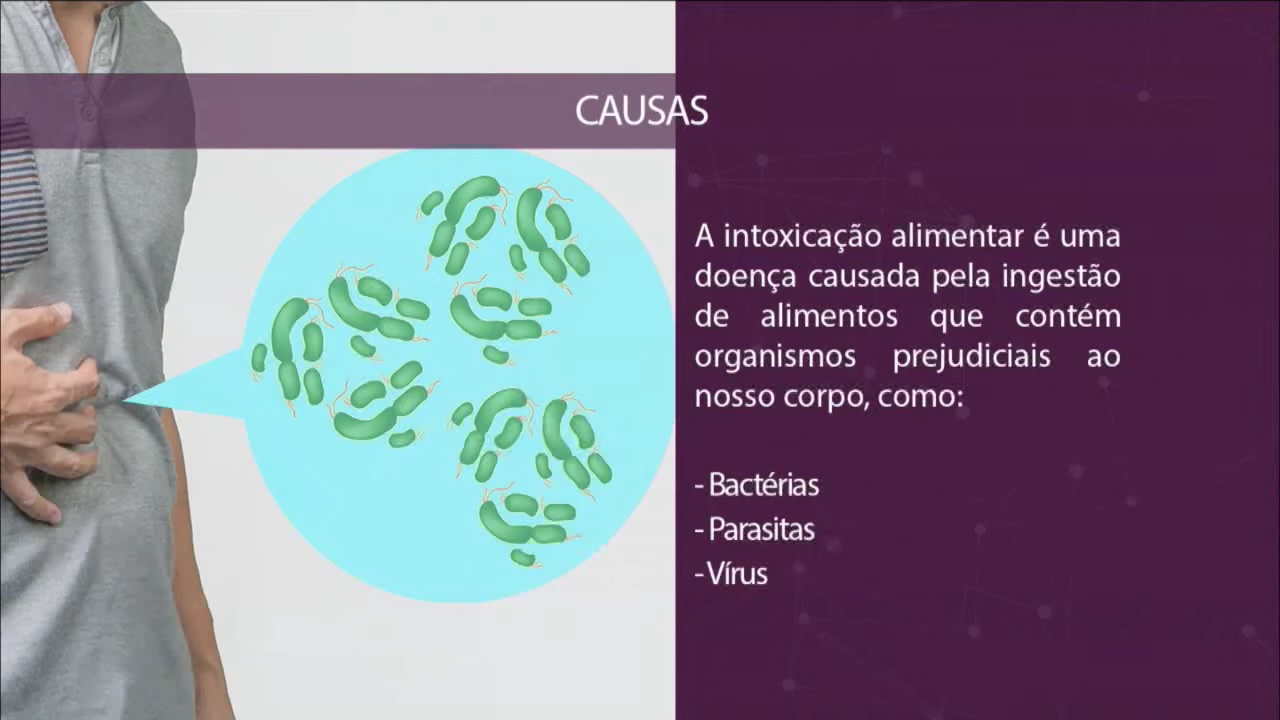 CAUSAS
A intoxicação alimentar é uma
doença causada pela ingestão
de alimentos que contém
organismos prejudiciais ao
nosso corpo, como:
- Bactérias
- Parasitas
- Vírus